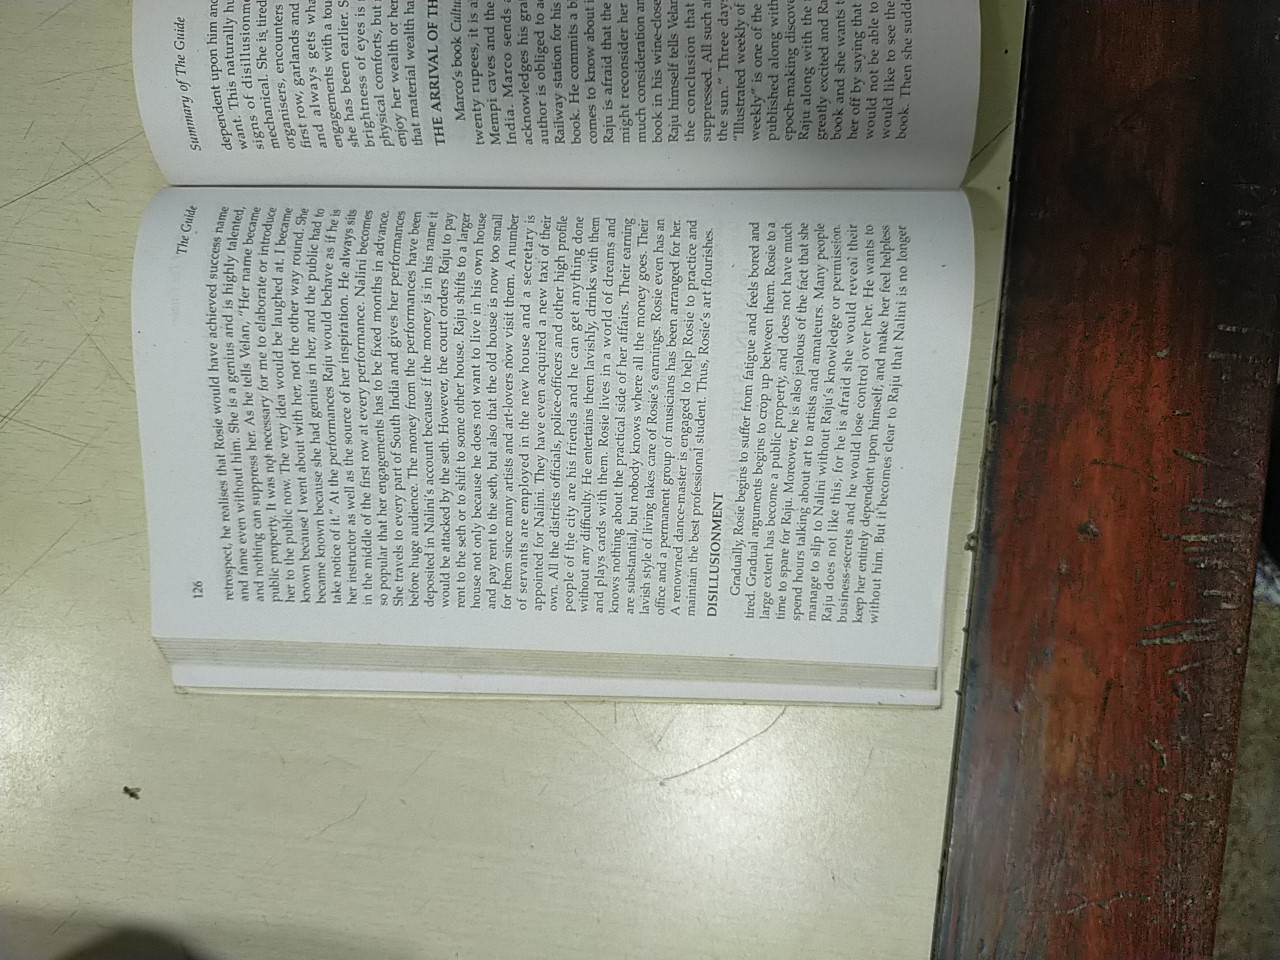 126
The Guide
retrospect, he realises that Rosie would have achieved success name
and fame even without him. She is a genius and is highly talented,
and nothing can suppress her. As he tells Velan, "Her name became
public property. It was not necessary for me to elaborate or introduce
her to the public now. The very idea would be laughed at. I became
known because I went about with her, not the other way round. She
became known because she had genius in her, and the public had to
take notice of it." At the performances Raju would behave as if he is
her instructor as well as the source of her inspiration. He always sits
in the middle of the first row at every performance. Nalini becomes
so popular that her engagements has to be fixed months in advance.
She travels to every part of South India and gives her performances
before huge audience. The money from the performances have been
deposited in Nalini's account because if the money is in his name it
would be attacked by the seth. However, the court orders Raju to pay
rent to the seth or to shift to some other house. Raju shifts to a larger
house not only because he does not want to live in his own house
and pay rent to the seth, but also that the old house is now too small
for them since many artists and art-lovers now visit them. A number
of servants are employed in the new house and a secretary is
appointed for Nalini. They have even acquired a new taxi of their
own. All the districts officials, police-officers and other high profile
people of the city are his friends and he can get anything done
without any difficulty. He entertains them lavishly, drinks with them
and plays cards with them. Rosie lives in a world of dreams and
knows nothing about the practical side of her affairs. Their earning
are substantial, but nobody knows where all the money goes. Their
lavish style of living takes care of Rosie's earnings. Rosie even has an
office and a permanent group of musicians has been arranged for her.
A renowned dance-master is engaged to help Rosie to practice and
maintain the best professional student. Thus, Rosie's art flourishes.
DISILLUSIONMENT
Gradually, Rosie begins to suffer from fatigue and feels bored and
tired. Gradual arguments begins to crop up between them. Rosie to a
large extent has become a public property, and does not have much
time to spare for Raju. Moreover, he is also jealous of the fact that she
spend hours talking about art to artists and amateurs. Many people
manage to slip to Nalini without Raju's knowledge or permission.
Raju does not like this, for he is afraid she would reveal their
business-secrets and he would lose control over her. He wants to
keep her entirely dependent upon himself, and make her feel helpless
without him. But it becomes clear to Raju that Nalini is no longer
Summary of The Guide
dependent upon him and
want. This naturally hu
signs of disillusionme
mechanical. She is tired
organisers, encounters
first row, garlands and
and always gets wha
engagements with a tou
she has been earlier. S
brightness of eyes is
physical comforts, but
enjoy her wealth or her
that material wealth ha
THE ARRIVAL OF TH
Marco's book Cultu
twenty rupees, it is a
Mempi caves and the
India. Marco sends a
acknowledges his gra
author is obliged to a
Railway station for his
book. He commits a b
comes to know about i
Raju is afraid that the
might reconsider her
much consideration an
book in his wine-close
Raju himself tells Velan
the conclusion that
suppressed. All such a
the sun." Three days
"Illustrated weekly of
weekly" is one of the
published along with
epoch-making discove
Raju along with the
greatly excited and Ra
book and she wants t
her off by saying that
would not be able to
would like to see the
book. Then she sudde